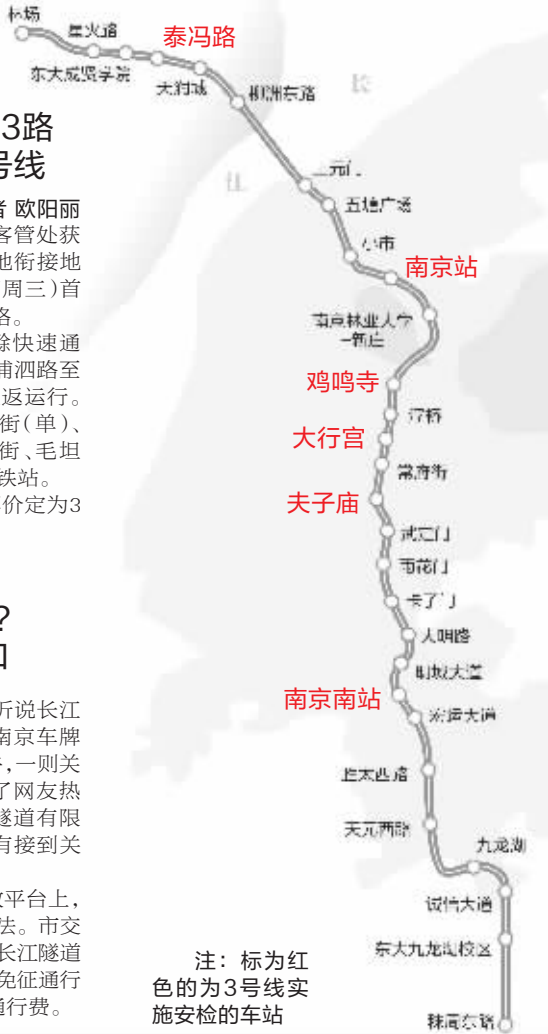 林场
星火路
泰冯路
东大成贤学院
天润城
柳洲东路
长
江
3路
号线
者 欧阳丽
客管处获
也衔接地
周三)首
络。
除快速通
浦泗路至
返运行。
街(单)、
街、毛坦
铁站。
价定为3
上元门
五塘广场
小市
南京站
南京林业大学
-新庄
鸡鸣寺
浮桥
大行宫
常府街
夫子庙
武定门
雨花门
卡子门
大明路
明城大道
南京南站
宏运大道
胜太西路
天元西路
九龙湖
诚信大道
东大九龙湖校区
秣周东路
?
听说长江
南京车牌
,一则关
了网友热
隧道有限
有接到关
平台上,
法。市交
长江隧道
免征通行
通行费。
注:标为红
色的为3号线实
施安检的车站